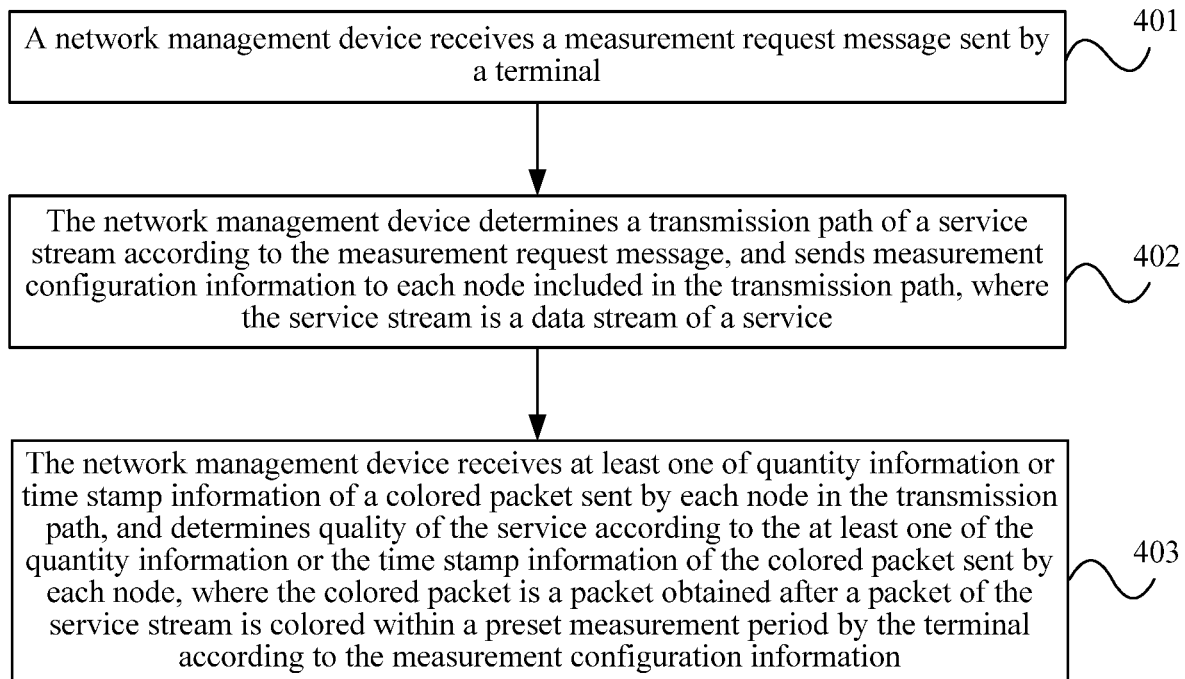 A network management device receives a measurement request message sent by
a terminal
401
The network management device determines a transmission path of a service
stream according to the measurement request message, and sends measurement
configuration information to each node included in the transmission path, where
the service stream is a data stream of a service
402
The network management device receives at least one of quantity information or
time stamp information of a colored packet sent by each node in the transmission
path, and determines quality of the service according to the at least one of the
quantity information or the time stamp information of the colored packet sent by
each node, where the colored packet is a packet obtained after a packet of the
service stream is colored within a preset measurement period by the terminal
according to the measurement configuration information
403